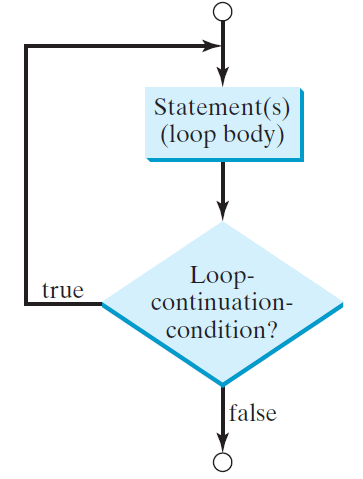 Statement(s)
(loop body)
Loop-
continuation-
condition?
true
false